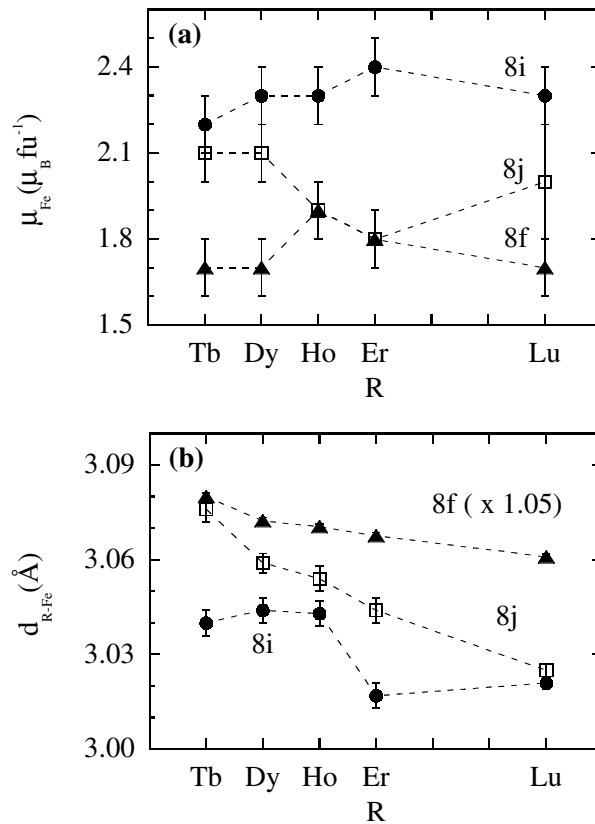 (a)
2.4
2.1
1.8
1.5
μFe(μB fu-1)
8i
8j
8f
Tb Dy Ho Er Lu
R
(b)
3.09
3.06
3.03
3.00
dR-Fe(Å)
8f ( x 1.05)
8j
8i
Tb Dy Ho Er Lu
R